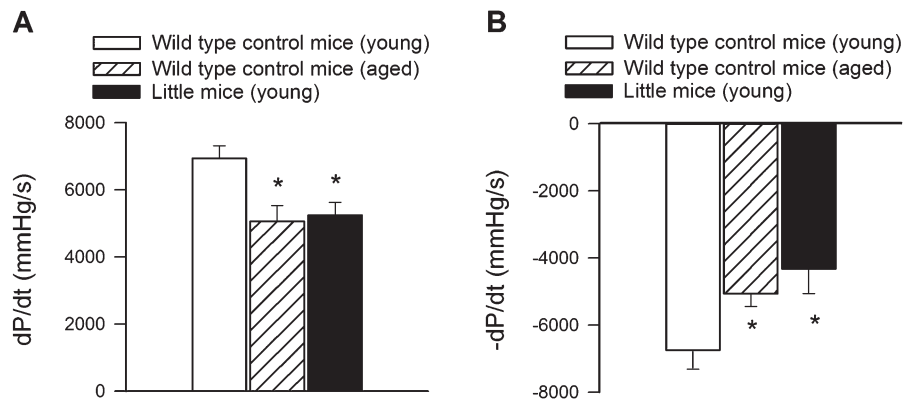 A
Wild type control mice (young)
Wild type control mice (aged)
Little mice (young)
8000
6000
4000
2000
0
dP/dt (mmHg/s)
*
*
B
Wild type control mice (young)
Wild type control mice (aged)
Little mice (young)
0
-2000
-4000
-6000
-8000
-dP/dt (mmHg/s)
*
*